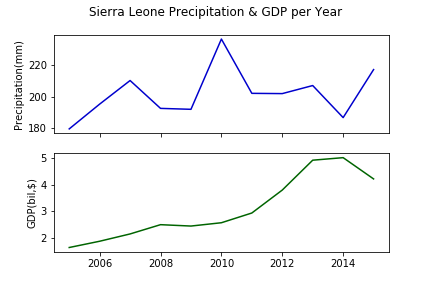 Sierra Leone Precipitation & GDP per Year
Precipitation(mm)
220
200
180
GDP(bil,$)
5
4
3
2
2006 2008 2010 2012 2014